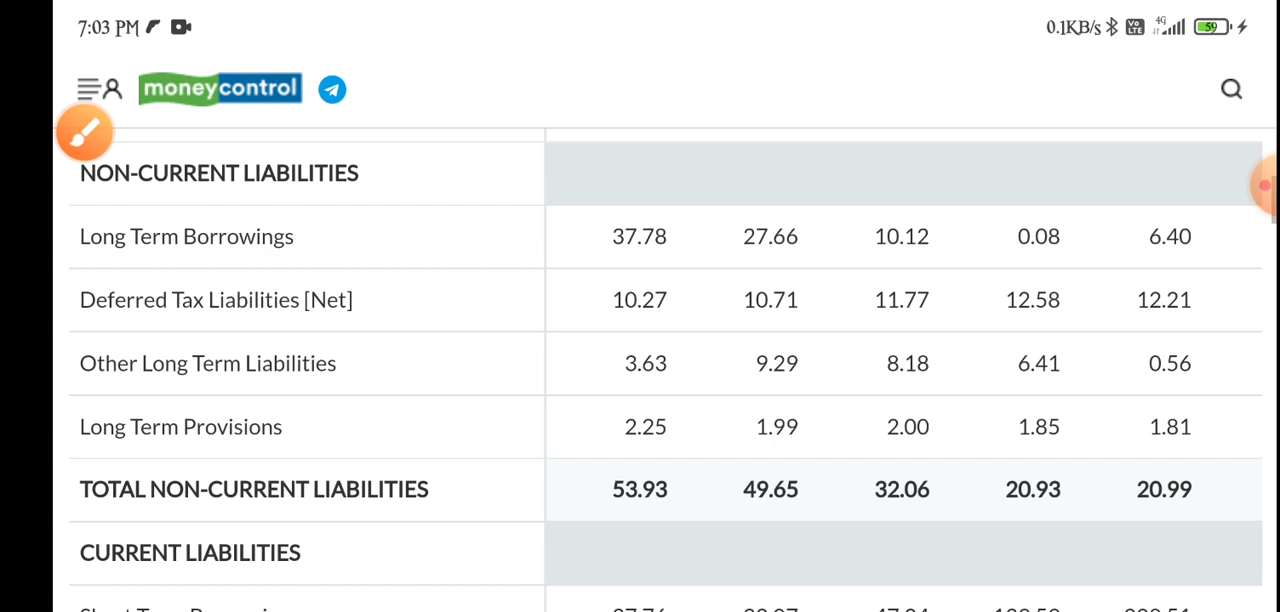 7:03 PM 0.1KB/s Vo LTE 4G 59
moneycontrol
NON-CURRENT LIABILITIES
Long Term Borrowings 37.78 27.66 10.12 0.08 6.40
Deferred Tax Liabilities [Net] 10.27 10.71 11.77 12.58 12.21
Other Long Term Liabilities 3.63 9.29 8.18 6.41 0.56
Long Term Provisions 2.25 1.99 2.00 1.85 1.81
TOTAL NON-CURRENT LIABILITIES 53.93 49.65 32.06 20.93 20.99
CURRENT LIABILITIES